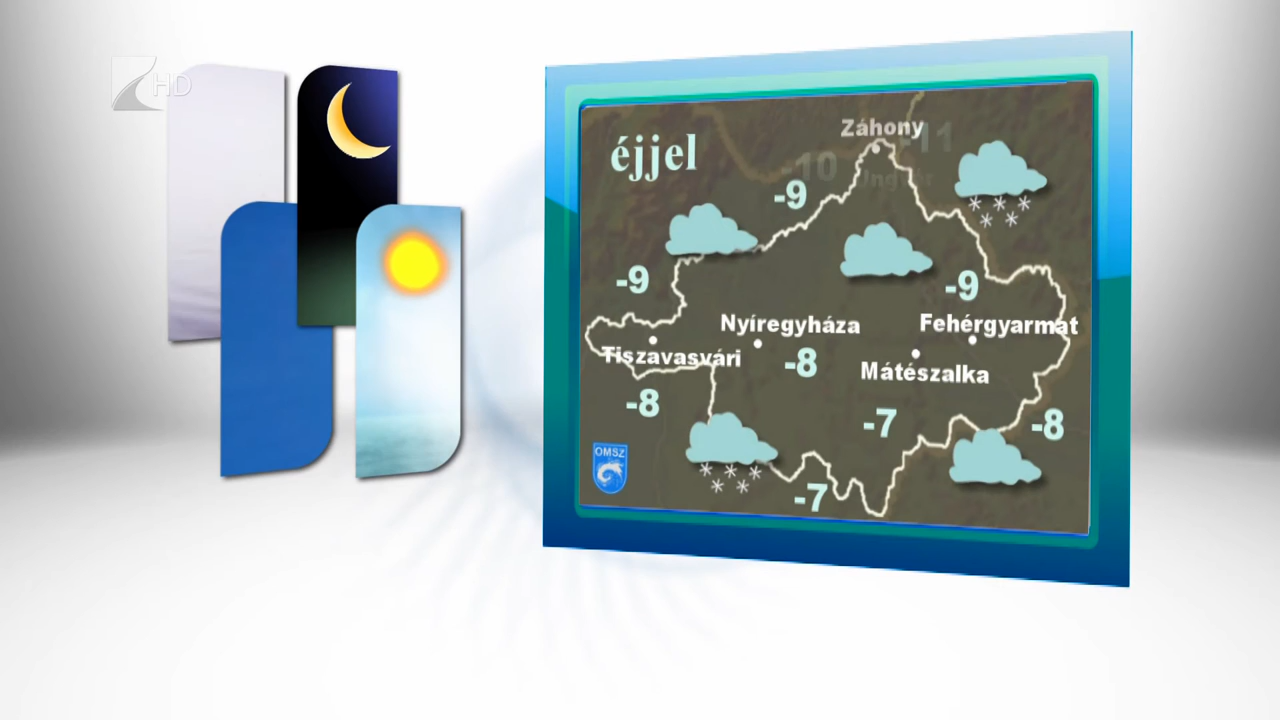 HD
éjjel
Záhony
-11
-10
-9
-9
-9
Nyíregyháza
Fehérgyarmat
Tiszavasvári
-8
Mátészalka
-8
-7
-8
OMSZ
-7